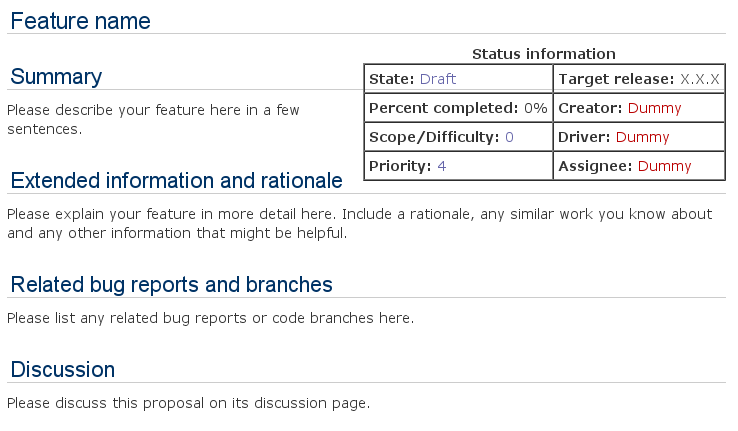 Feature name
Status information
State: Draft Target release: X.X.X
Percent completed: 0% Creator: Dummy
Scope/Difficulty: 0 Driver: Dummy
Priority: 4 Assignee: Dummy
Summary
Please describe your feature here in a few
sentences.
Extended information and rationale
Please explain your feature in more detail here. Include a rationale, any similar work you know about
and any other information that might be helpful.
Related bug reports and branches
Please list any related bug reports or code branches here.
Discussion
Please discuss this proposal on its discussion page.